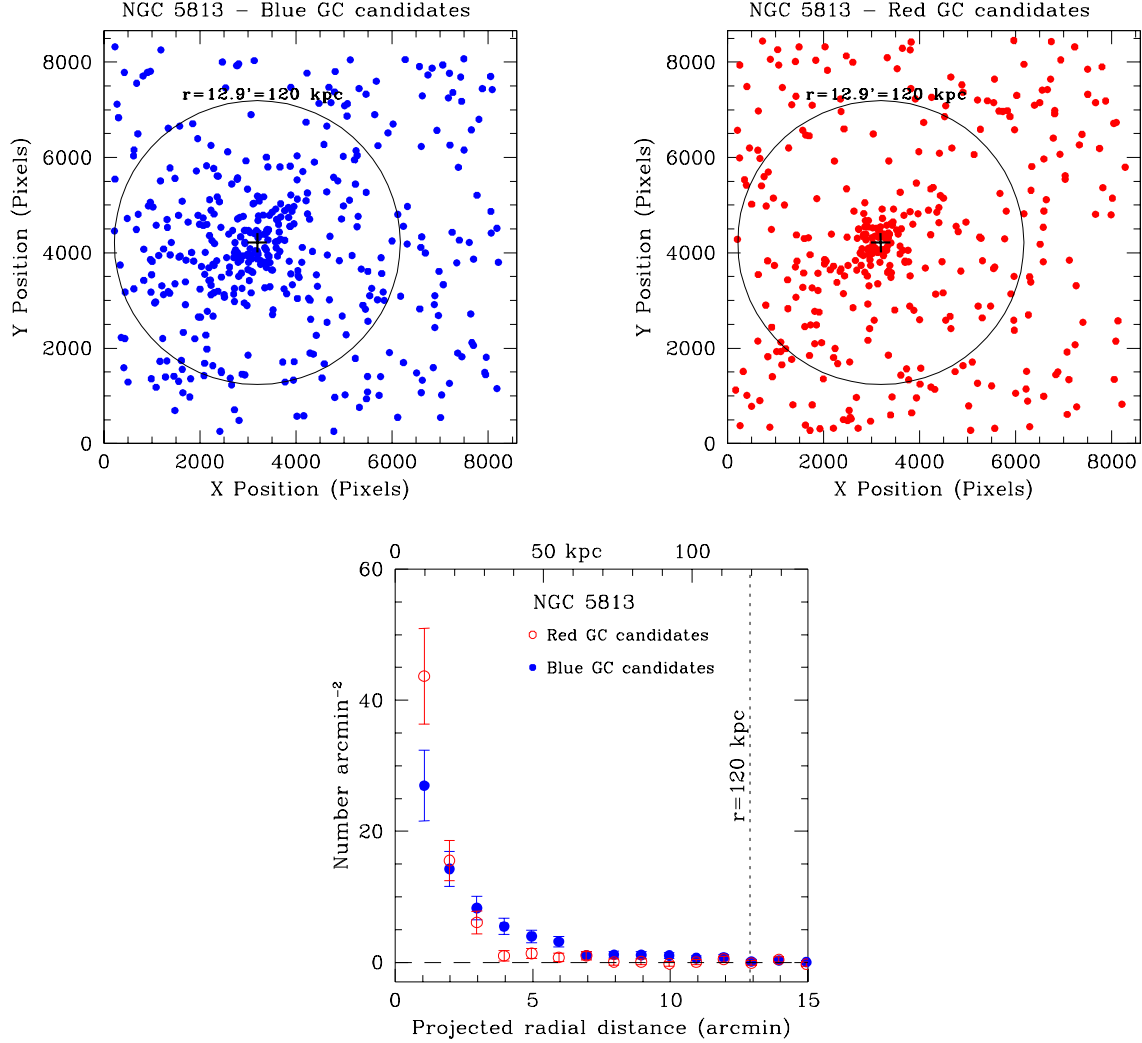 NGC 5813 – Blue GC candidates
8000
6000
4000
2000
0
Y Position (Pixels)
r=12.9'=120 kpc
0 2000 4000 6000 8000
X Position (Pixels)
NGC 5813 – Red GC candidates
8000
6000
4000
2000
0
Y Position (Pixels)
r=12.9'=120 kpc
0 2000 4000 6000 8000
X Position (Pixels)
0 50 kpc 100
60
40
20
0
Number arcmin⁻²
NGC 5813
Red GC candidates
Blue GC candidates
r=120 kpc
0 5 10 15
Projected radial distance (arcmin)